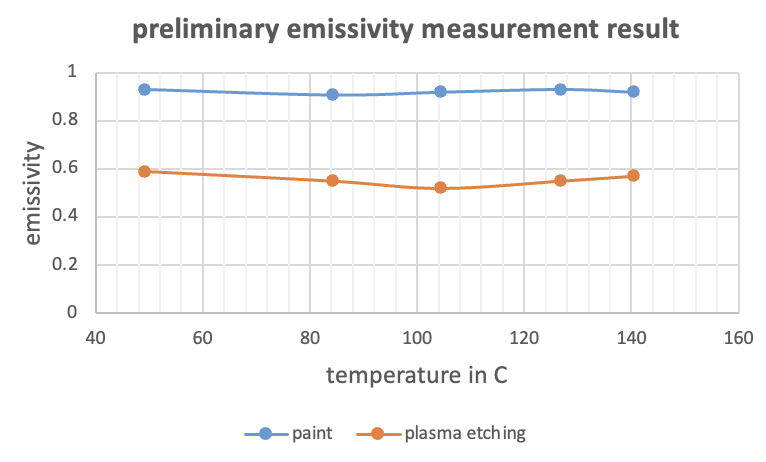 preliminary emissivity measurement result
1
0.8
0.6
0.4
0.2
0
emissivity
40 60 80 100 120 140 160
temperature in C
paint plasma etching